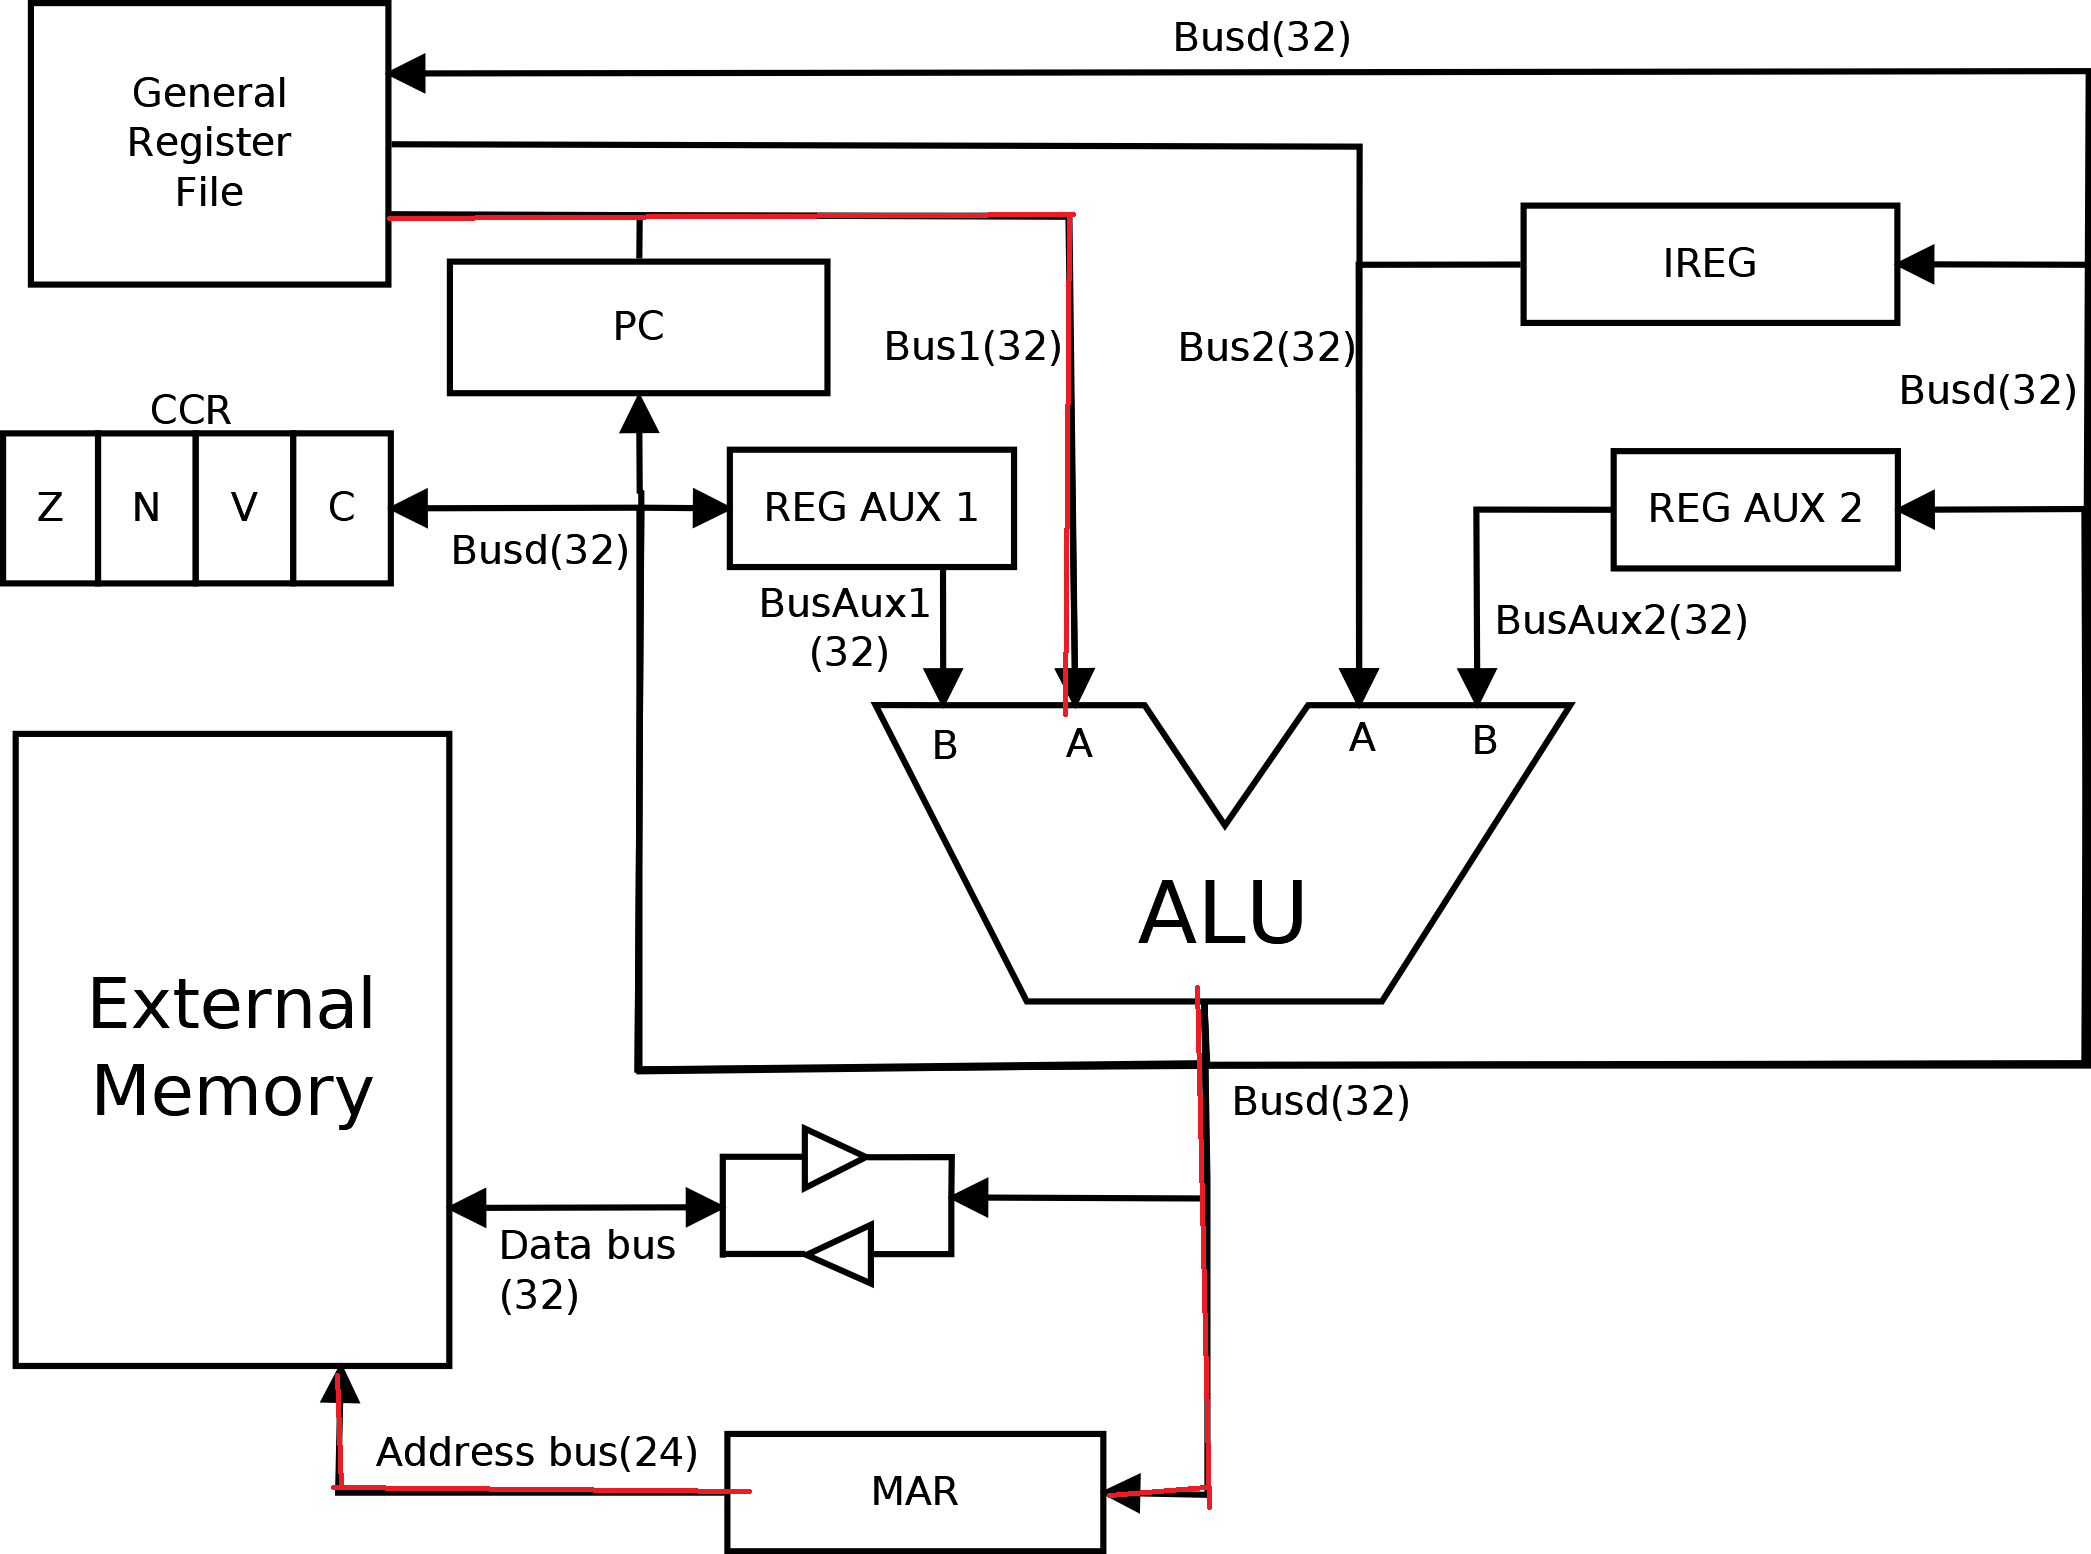 Busd(32)
General
Register
File
IREG
PC
Bus1(32)
Bus2(32)
Busd(32)
CCR
Z
N
V
C
REG AUX 1
REG AUX 2
Busd(32)
BusAux1
(32)
BusAux2(32)
B
A
A
B
ALU
External
Memory
Busd(32)
Data bus
(32)
Address bus(24)
MAR